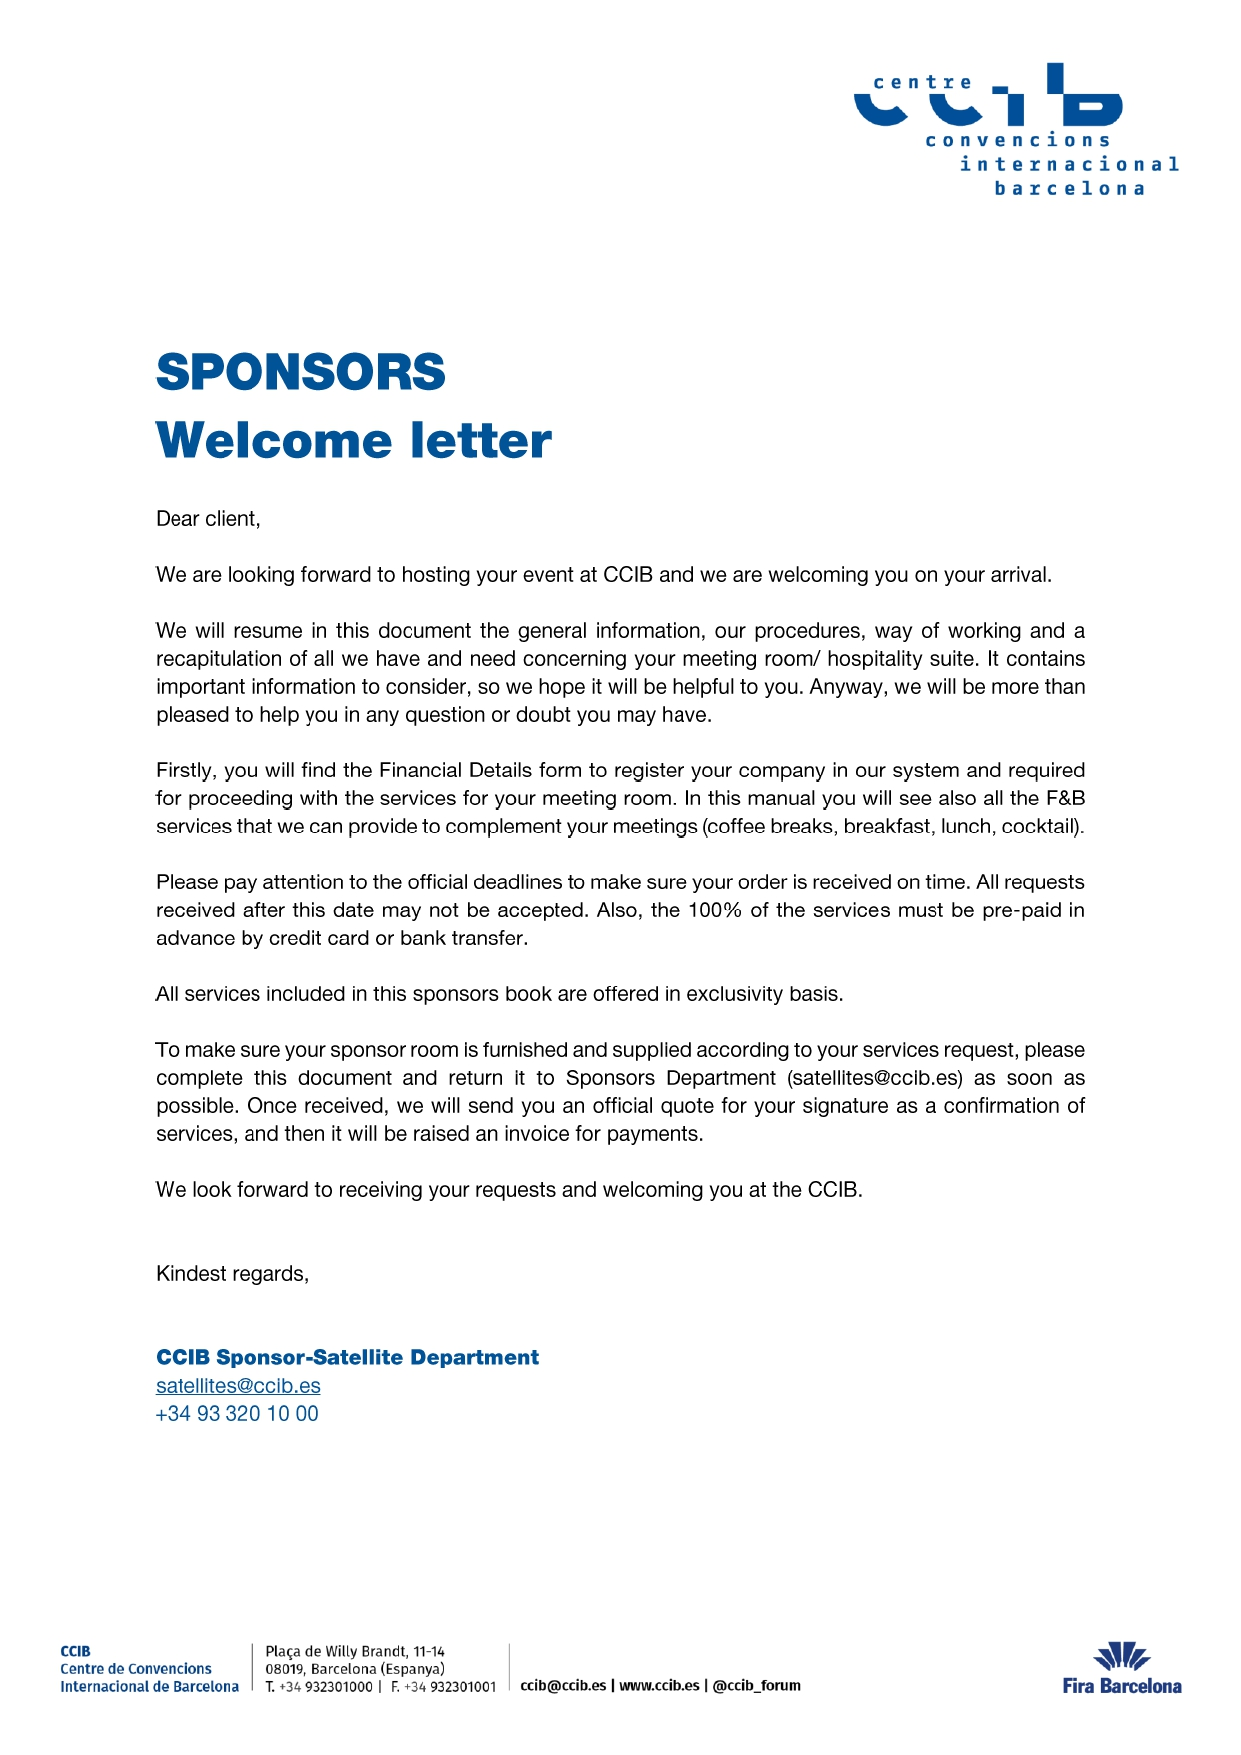 centre
CCIB
convencions
internacional
barcelona
SPONSORS
Welcome letter
Dear client,
We are looking forward to hosting your event at CCIB and we are welcoming you on your arrival.
We will resume in this document the general information, our procedures, way of working and a
recapitulation of all we have and need concerning your meeting room/ hospitality suite. It contains
important information to consider, so we hope it will be helpful to you. Anyway, we will be more than
pleased to help you in any question or doubt you may have.
Firstly, you will find the Financial Details form to register your company in our system and required
for proceeding with the services for your meeting room. In this manual you will see also all the F&B
services that we can provide to complement your meetings (coffee breaks, breakfast, lunch, cocktail).
Please pay attention to the official deadlines to make sure your order is received on time. All requests
received after this date may not be accepted. Also, the 100% of the services must be pre-paid in
advance by credit card or bank transfer.
All services included in this sponsors book are offered in exclusivity basis.
To make sure your sponsor room is furnished and supplied according to your services request, please
complete this document and return it to Sponsors Department (satellites@ccib.es) as soon as
possible. Once received, we will send you an official quote for your signature as a confirmation of
services, and then it will be raised an invoice for payments.
We look forward to receiving your requests and welcoming you at the CCIB.
Kindest regards,
CCIB Sponsor-Satellite Department
satellites@ccib.es
+34 93 320 10 00
CCIB
Centre de Convencions
Internacional de Barcelona
Plaça de Willy Brandt, 11-14
08019, Barcelona (Espanya)
T. +34 932301000 | F. +34 932301001
ccib@ccib.es | www.ccib.es | @ccib_forum
Fira Barcelona